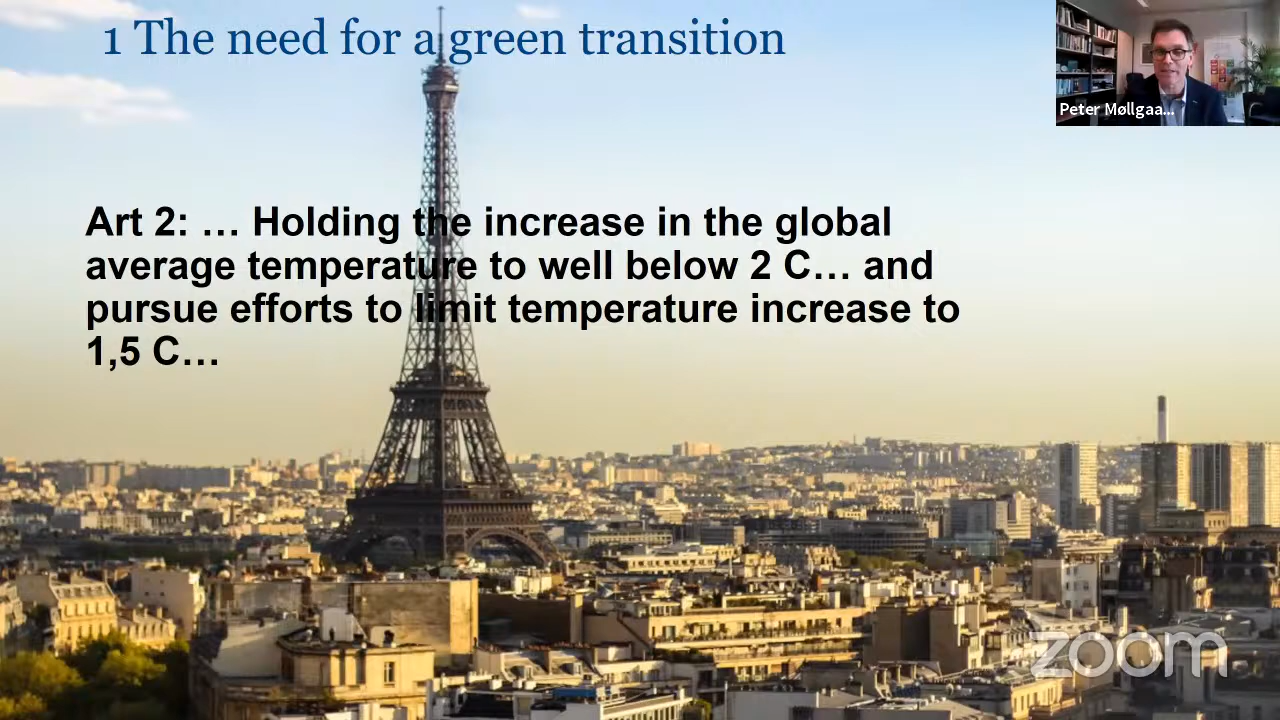 1 The need for a green transition
Peter Møllgaa...
Art 2: … Holding the increase in the global
average temperature to well below 2 C… and
pursue efforts to limit temperature increase to
1,5 C…
zoom